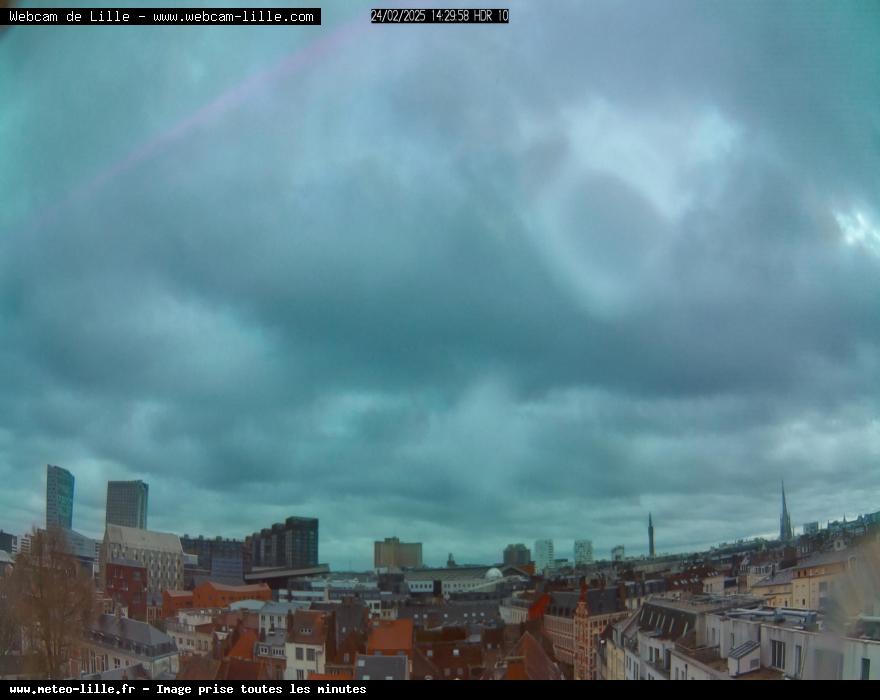 Webcam de Lille - www.webcam-lille.com
24/02/2025 14:29:58 HDR 10
www.meteo-lille.fr - Image prise toutes les minutes